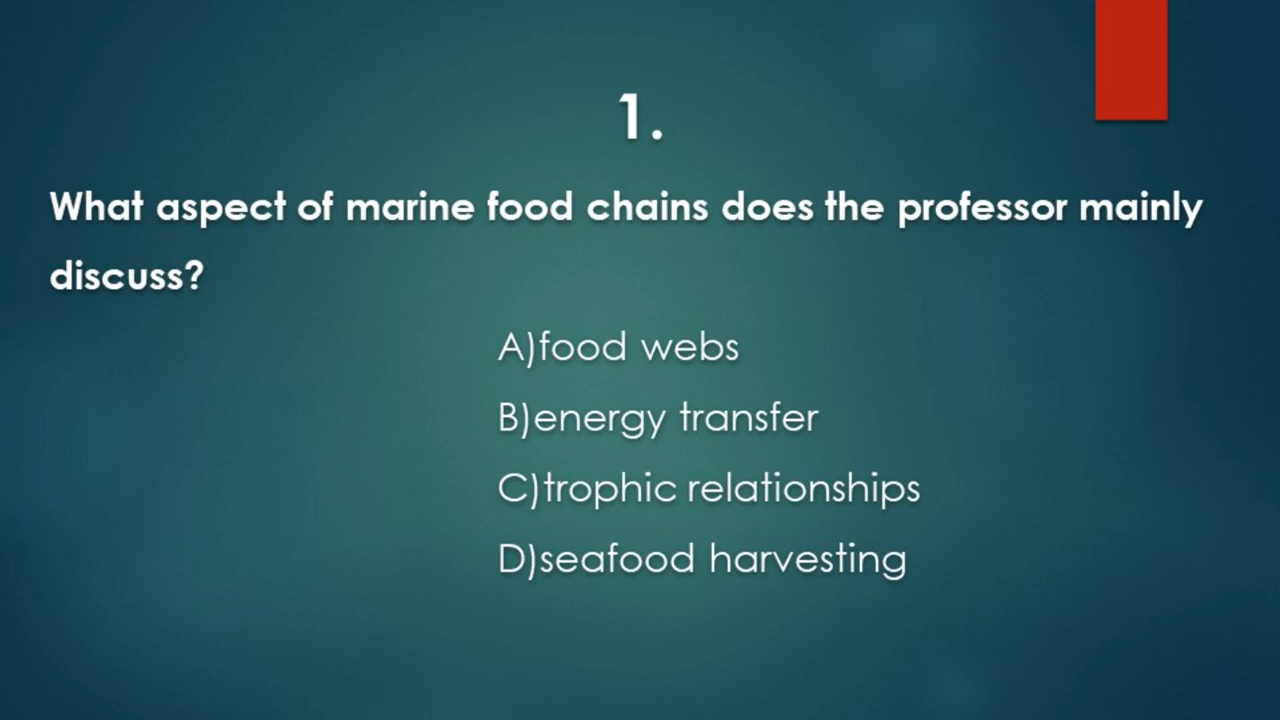 1.
What aspect of marine food chains does the professor mainly
discuss?
A)food webs
B)energy transfer
C)trophic relationships
D)seafood harvesting